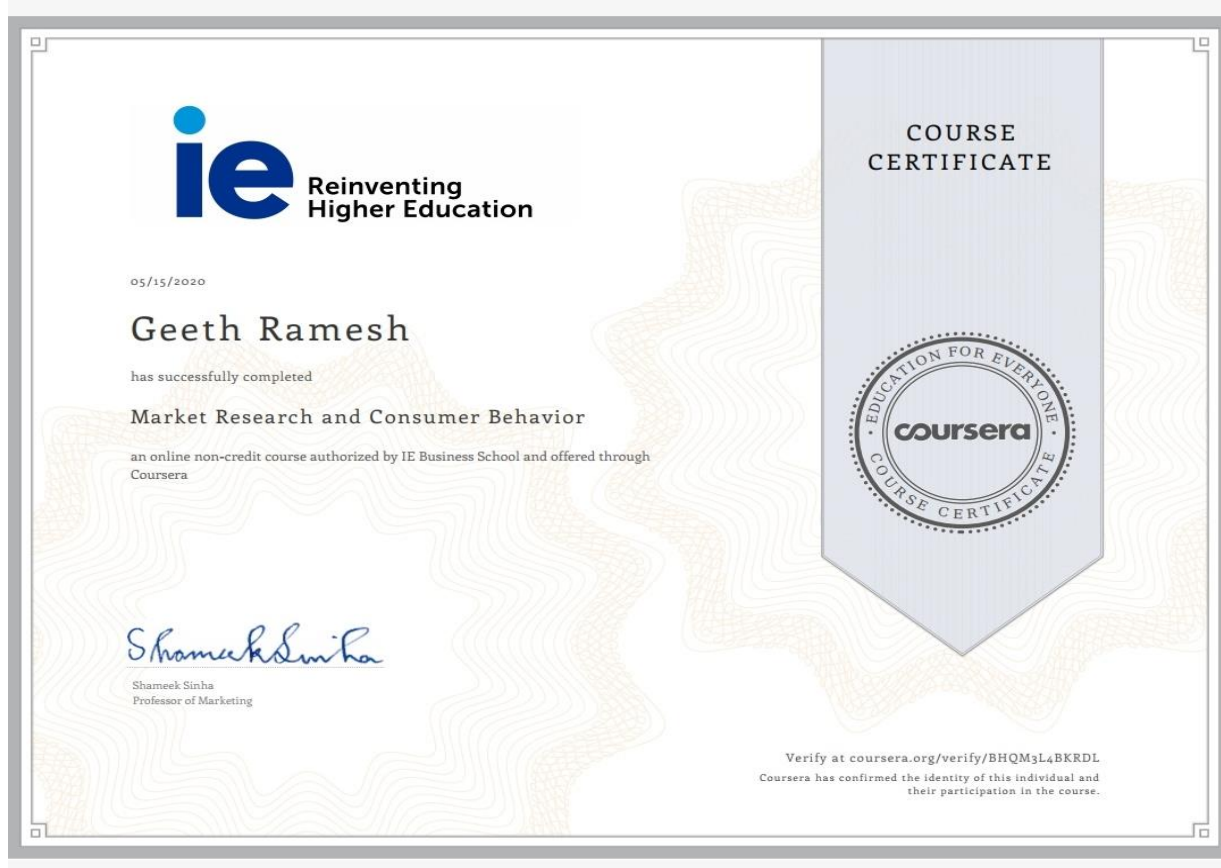 ie
Reinventing
Higher Education
05/15/2020
Geeth Ramesh
has successfully completed
Market Research and Consumer Behavior
an online non-credit course authorized by IE Business School and offered through
Coursera
Shameek Sinha
Shameek Sinha
Professor of Marketing
COURSE
CERTIFICATE
EDUCATION FOR EVERYONE
coursera
COURSE CERTIFICATE
Verify at coursera.org/verify/BHQM3L4BKRDL
Coursera has confirmed the identity of this individual and
their participation in the course.